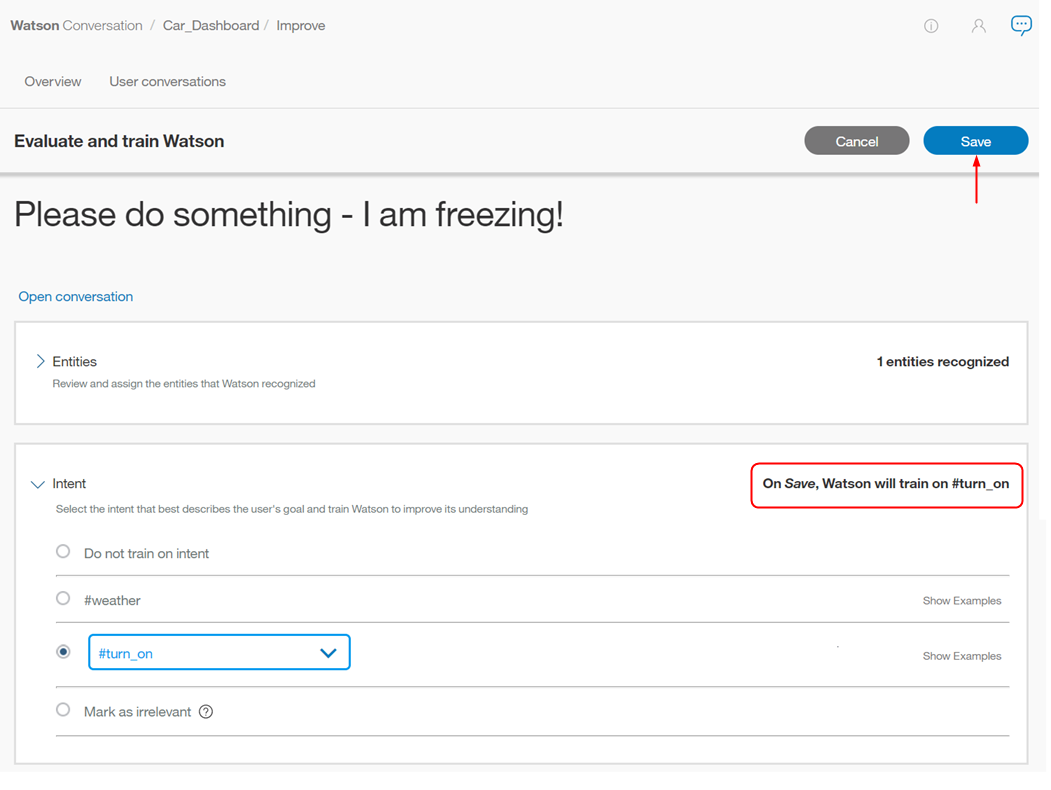 Watson Conversation / Car_Dashboard / Improve
Overview User conversations
Evaluate and train Watson Cancel Save
Please do something - I am freezing!
Open conversation
Entities 1 entities recognized
Review and assign the entities that Watson recognized
Intent On Save, Watson will train on #turn_on
Select the intent that best describes the user's goal and train Watson to improve its understanding
Do not train on intent
#weather Show Examples
#turn_on Show Examples
Mark as irrelevant ?